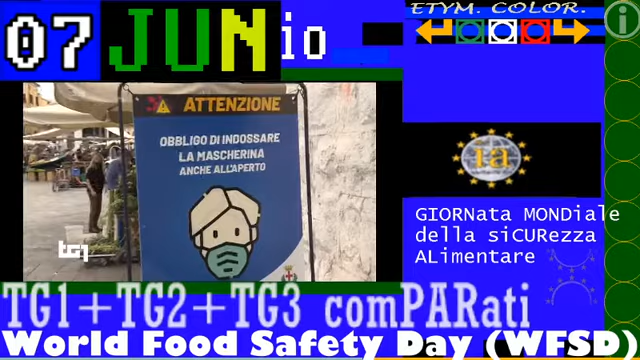 07 JUNio
ETYM. COLOR.
i
3 ATTENZIONE
OBBLIGO DI INDOSSARE
LA MASCHERINA
ANCHE ALL'APERTO
tg1
ia
GIORNata MONDiale
della siCURezza
ALimentare
TG1+TG2+TG3 comPARati
World Food Safety Day (WFSD)